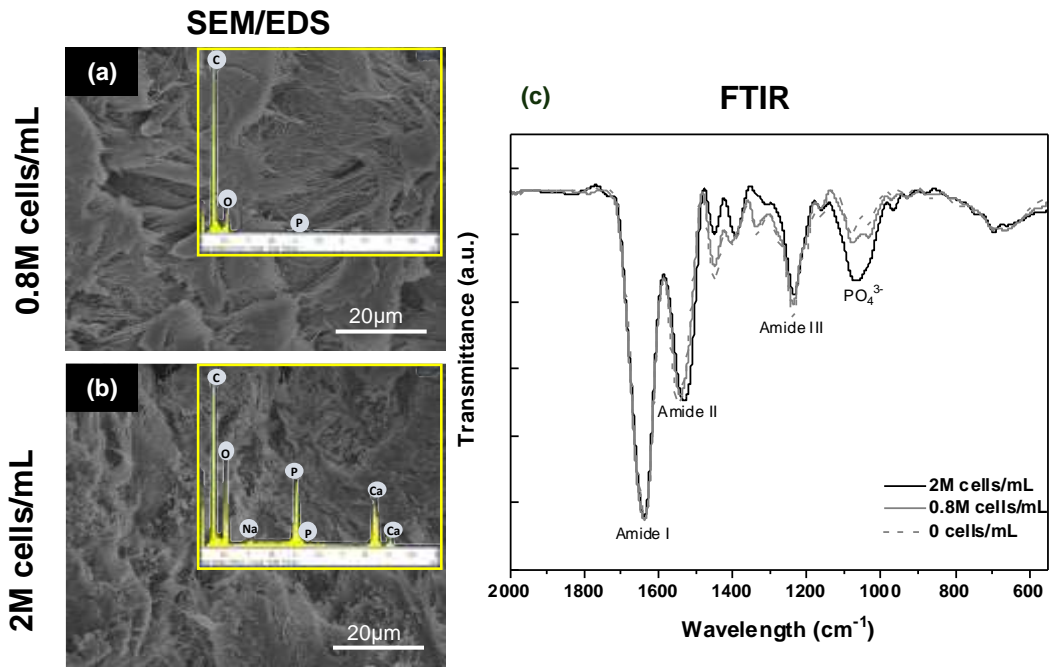 SEM/EDS
0.8M cells/mL
(a)
C
O
P
20µm
2M cells/mL
(b)
C
O
Na
P
P
Ca
Ca
20µm
(c)
FTIR
Transmittance (a.u.)
Amide I
Amide II
Amide III
PO₄³⁻
2M cells/mL
0.8M cells/mL
0 cells/mL
2000 1800 1600 1400 1200 1000 800 600
Wavelength (cm⁻¹)